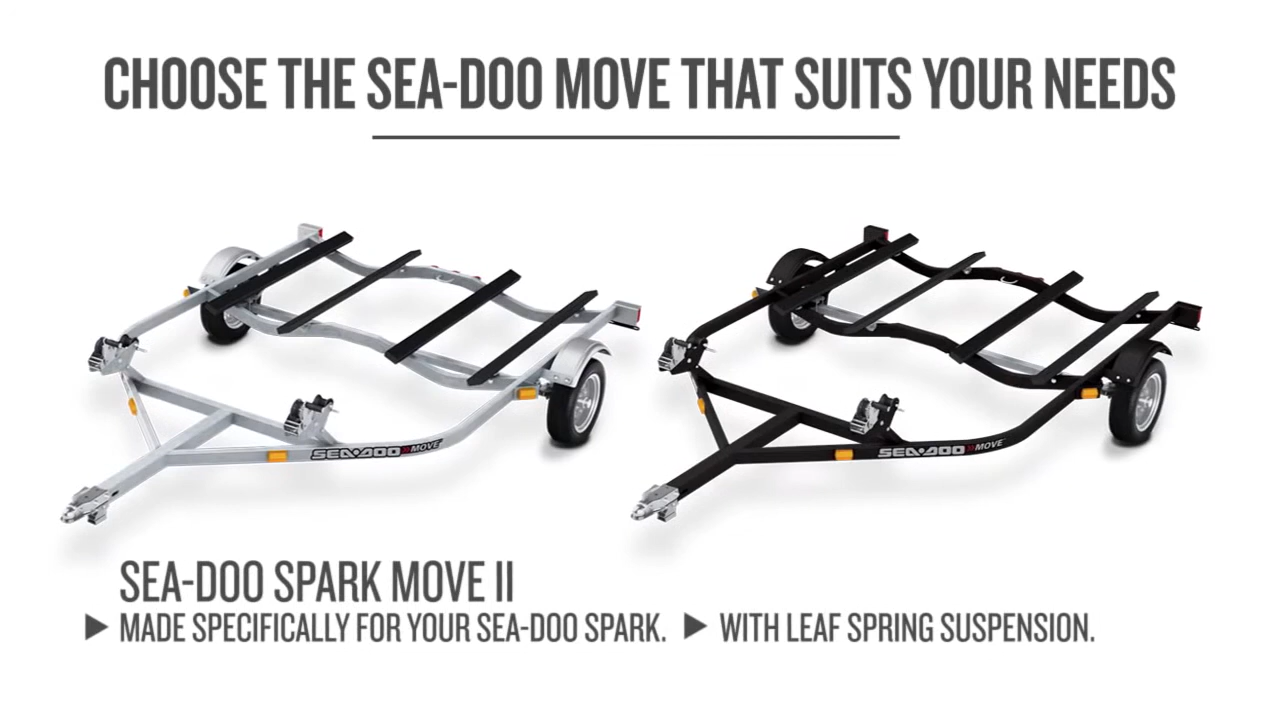 CHOOSE THE SEA-DOO MOVE THAT SUITS YOUR NEEDS
SEA-DOO MOVE
SEA-DOO MOVE
SEA-DOO SPARK MOVE II
MADE SPECIFICALLY FOR YOUR SEA-DOO SPARK. WITH LEAF SPRING SUSPENSION.